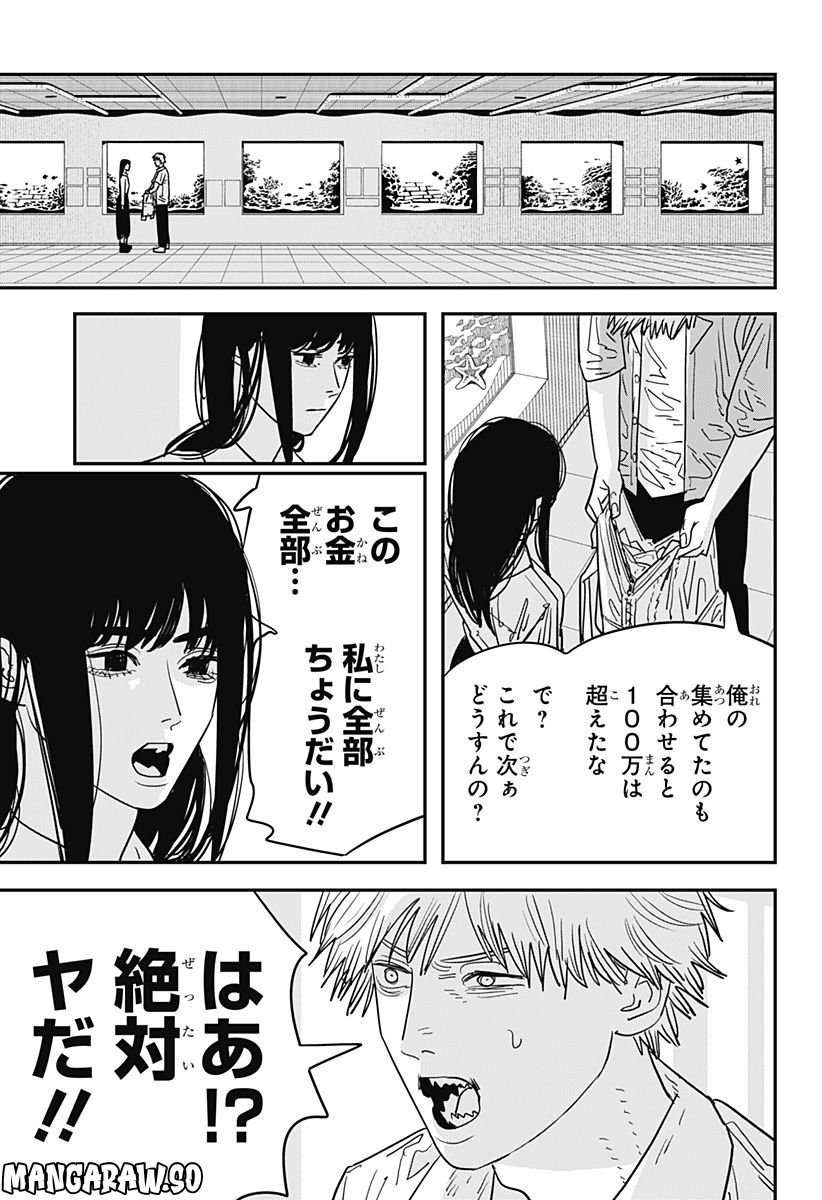 俺の
集めてたのも
合わせると
100万は
超えたな
で?
これで次ぁ
どうすんの?
この
お金
全部…
私に全部
ちょうだい!!
はあ!?
絶対
ヤだ!!
MANGARAW.SO